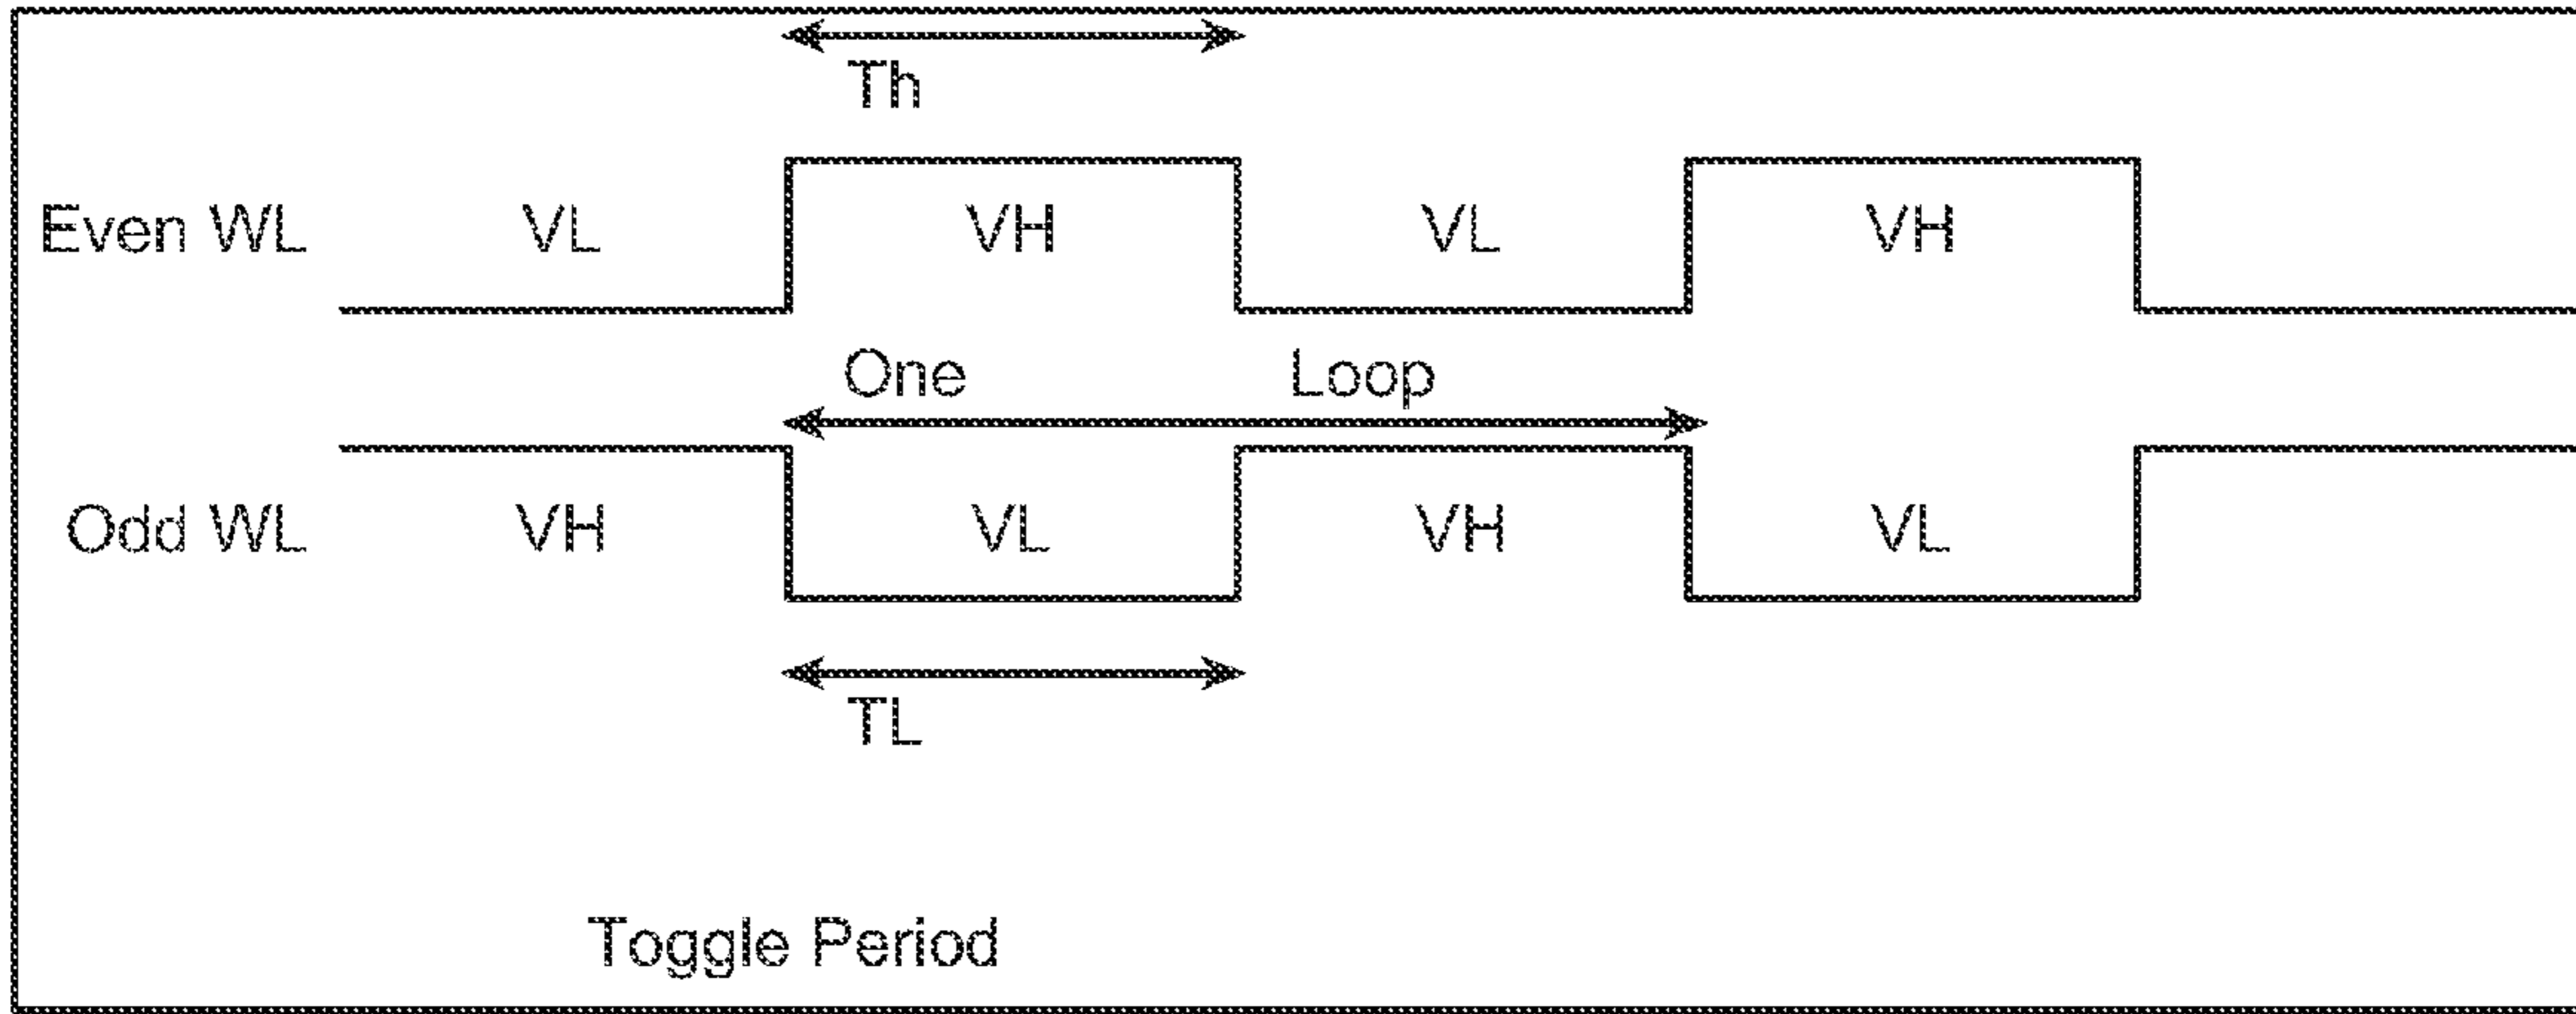 Th
Even WL VL VH VL VH
One Loop
Odd WL VH VL VH VL
TL
Toggle Period